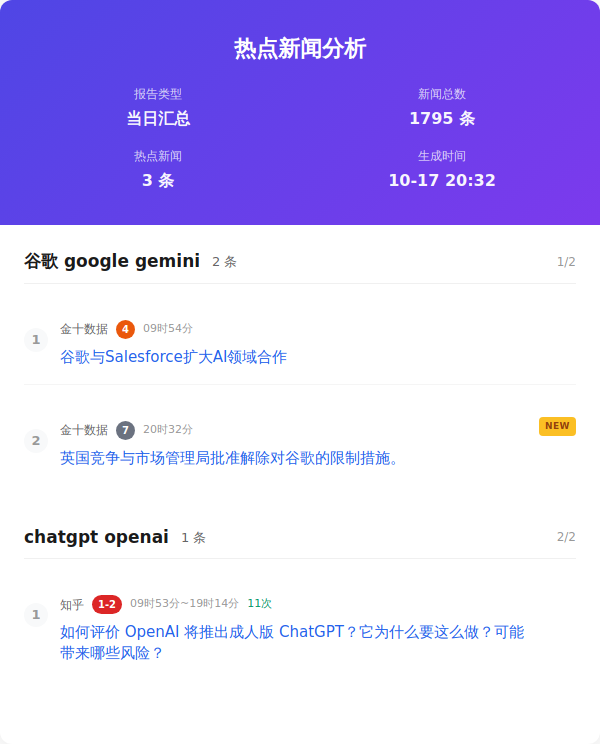 热点新闻分析
报告类型
新闻总数
当日汇总
1795 条
热点新闻
生成时间
3 条
10-17 20:32
谷歌 google gemini 2 条 1/2
1 金十数据 4 09时54分
谷歌与Salesforce扩大AI领域合作
2 金十数据 7 20时32分 NEW
英国竞争与市场管理局批准解除对谷歌的限制措施。
chatgpt openai 1 条 2/2
1 知乎 1-2 09时53分~19时14分 11次
如何评价 OpenAI 将推出成人版 ChatGPT？它为什么要这么做？可能
带来哪些风险？